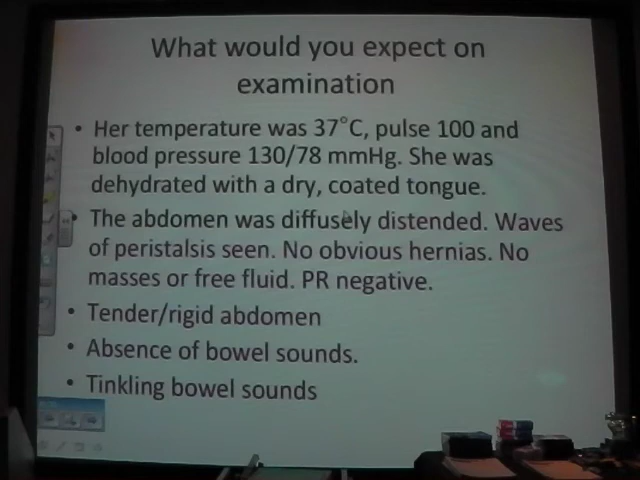 What would you expect on
examination
• Her temperature was 37°C, pulse 100 and
blood pressure 130/78 mmHg. She was
dehydrated with a dry, coated tongue.
• The abdomen was diffusely distended. Waves
of peristalsis seen. No obvious hernias. No
masses or free fluid. PR negative.
• Tender/rigid abdomen
• Absence of bowel sounds.
• Tinkling bowel sounds